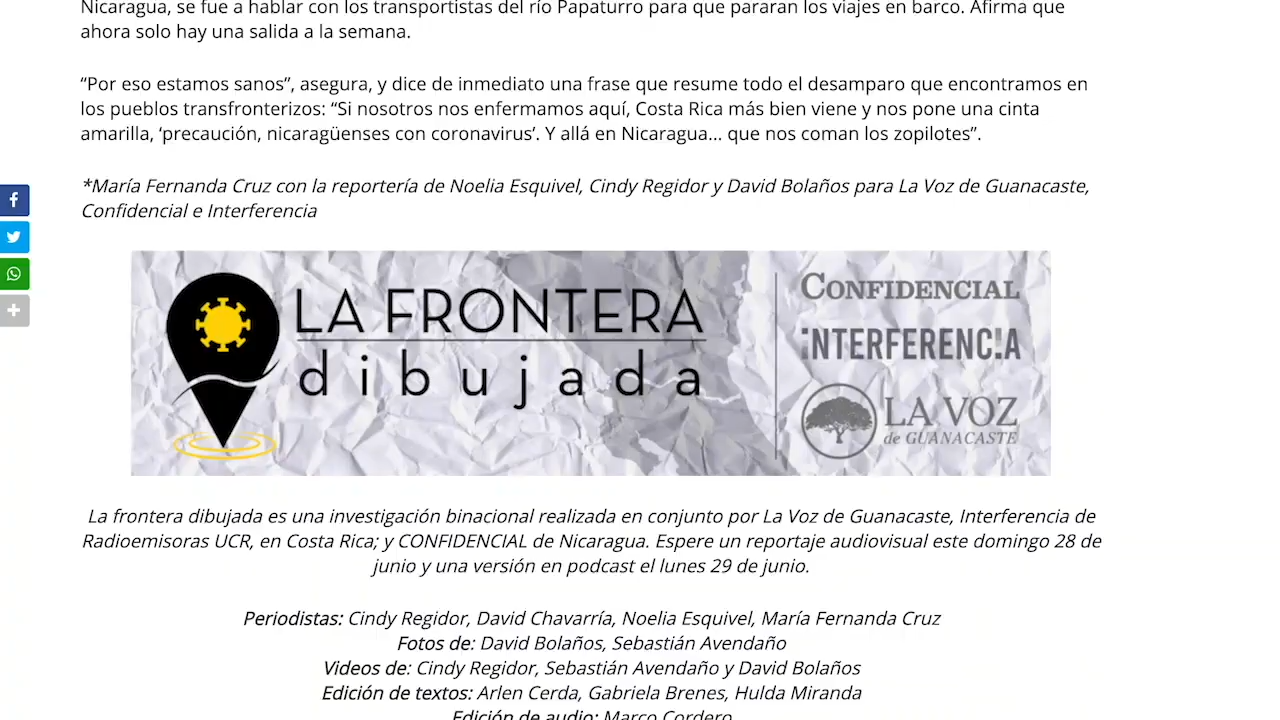 Nicaragua, se fue a hablar con los transportistas del río Papaturro para que pararan los viajes en barco. Afirma que
ahora solo hay una salida a la semana.
“Por eso estamos sanos”, asegura, y dice de inmediato una frase que resume todo el desamparo que encontramos en
los pueblos transfronterizos: “Si nosotros nos enfermamos aquí, Costa Rica más bien viene y nos pone una cinta
amarilla, ‘precaución, nicaragüenses con coronavirus’. Y allá en Nicaragua… que nos coman los zopilotes”.
*María Fernanda Cruz con la reportería de Noelia Esquivel, Cindy Regidor y David Bolaños para La Voz de Guanacaste,
Confidencial e Interferencia
LA FRONTERA
dibujada
CONFIDENCIAL
INTERFERENCIA
LA VOZ
de GUANACASTE
La frontera dibujada es una investigación binacional realizada en conjunto por La Voz de Guanacaste, Interferencia de
Radioemisoras UCR, en Costa Rica; y CONFIDENCIAL de Nicaragua. Espere un reportaje audiovisual este domingo 28 de
junio y una versión en podcast el lunes 29 de junio.
Periodistas: Cindy Regidor, David Chavarría, Noelia Esquivel, María Fernanda Cruz
Fotos de: David Bolaños, Sebastián Avendaño
Videos de: Cindy Regidor, Sebastián Avendaño y David Bolaños
Edición de textos: Arlen Cerda, Gabriela Brenes, Hulda Miranda
Edición de audio: Marco Cordero